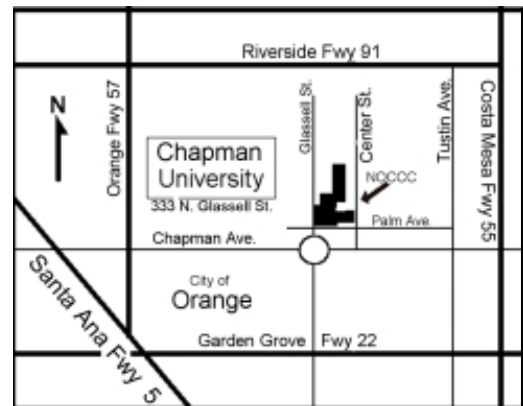 Riverside Fwy 91
N
Orange Fwy 57
Glassell St.
Center St.
Tustin Ave.
Costa Mesa Fwy 55
Chapman
University
333 N. Glassell St.
NOCCC
Palm Ave.
Chapman Ave.
City of
Orange
Santa Ana Fwy 5
Garden Grove Fwy 22